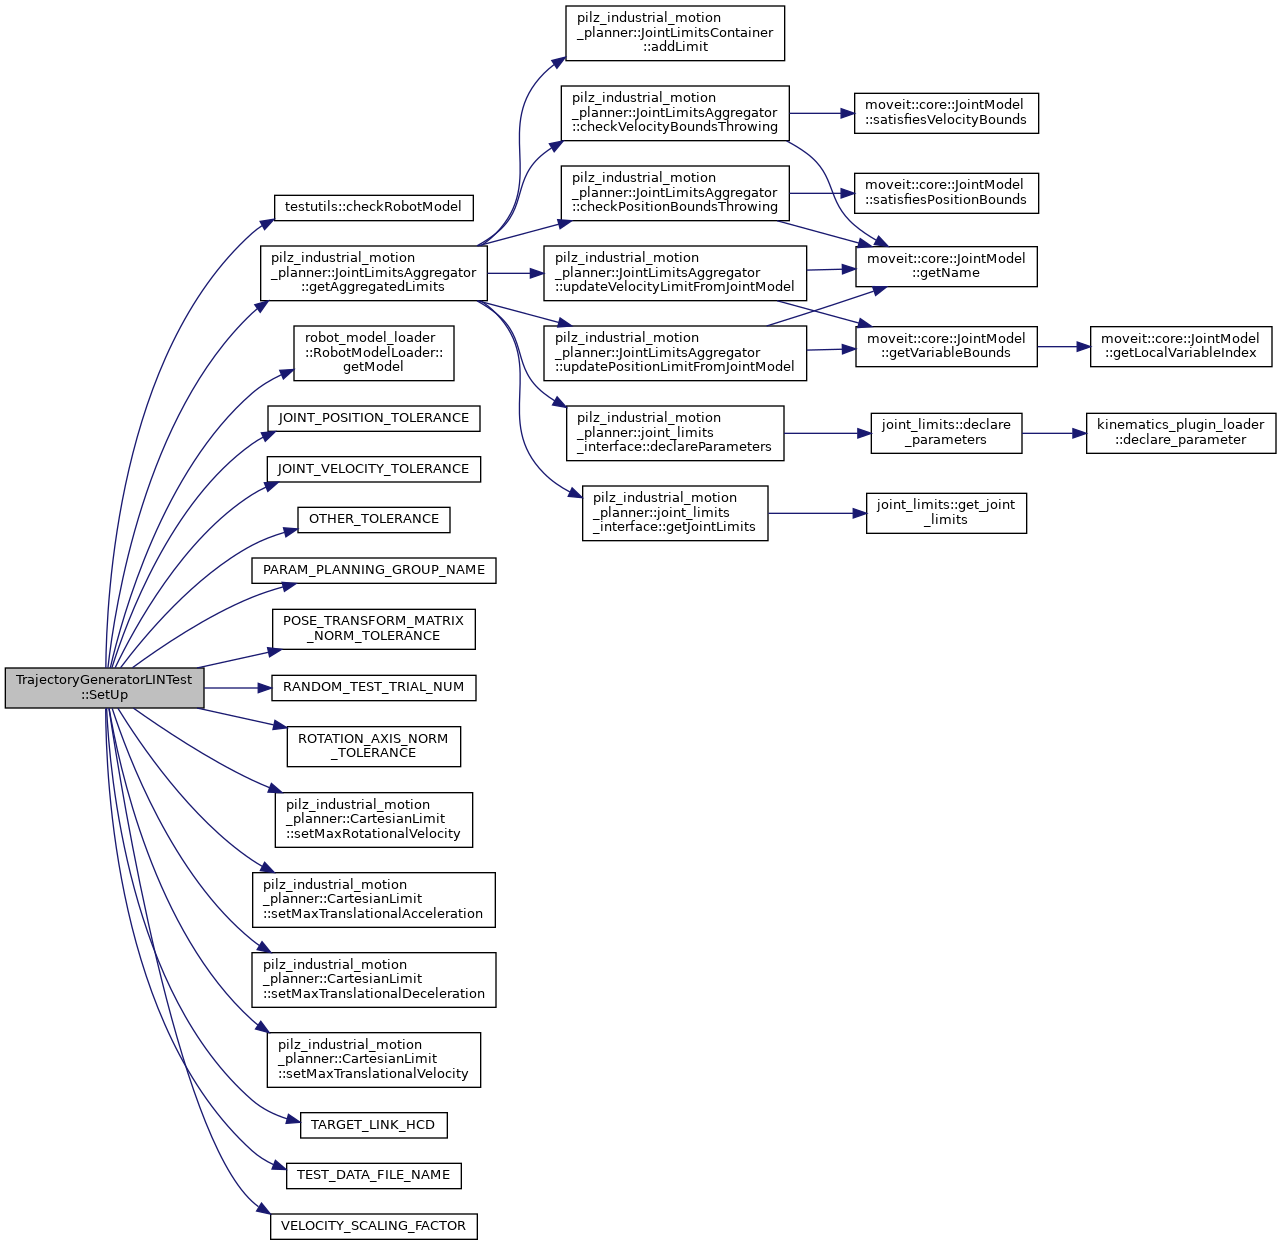 pilz_industrial_motion
_planner::JointLimitsContainer
::addLimit
pilz_industrial_motion
_planner::JointLimitsAggregator
::checkVelocityBoundsThrowing
moveit::core::JointModel
::satisfiesVelocityBounds
pilz_industrial_motion
_planner::JointLimitsAggregator
::checkPositionBoundsThrowing
moveit::core::JointModel
::satisfiesPositionBounds
testutils::checkRobotModel
pilz_industrial_motion
_planner::JointLimitsAggregator
::getAggregatedLimits
pilz_industrial_motion
_planner::JointLimitsAggregator
::updateVelocityLimitFromJointModel
moveit::core::JointModel
::getName
robot_model_loader
::RobotModelLoader::
getModel
pilz_industrial_motion
_planner::JointLimitsAggregator
::updatePositionLimitFromJointModel
moveit::core::JointModel
::getVariableBounds
moveit::core::JointModel
::getLocalVariableIndex
JOINT_POSITION_TOLERANCE
pilz_industrial_motion
_planner::joint_limits
_interface::declareParameters
joint_limits::declare
_parameters
kinematics_plugin_loader
::declare_parameter
JOINT_VELOCITY_TOLERANCE
OTHER_TOLERANCE
pilz_industrial_motion
_planner::joint_limits
_interface::getJointLimits
joint_limits::get_joint
_limits
PARAM_PLANNING_GROUP_NAME
POSE_TRANSFORM_MATRIX
_NORM_TOLERANCE
TrajectoryGeneratorLINTest
::SetUp
RANDOM_TEST_TRIAL_NUM
ROTATION_AXIS_NORM
_TOLERANCE
pilz_industrial_motion
_planner::CartesianLimit
::setMaxRotationalVelocity
pilz_industrial_motion
_planner::CartesianLimit
::setMaxTranslationalAcceleration
pilz_industrial_motion
_planner::CartesianLimit
::setMaxTranslationalDeceleration
pilz_industrial_motion
_planner::CartesianLimit
::setMaxTranslationalVelocity
TARGET_LINK_HCD
TEST_DATA_FILE_NAME
VELOCITY_SCALING_FACTOR